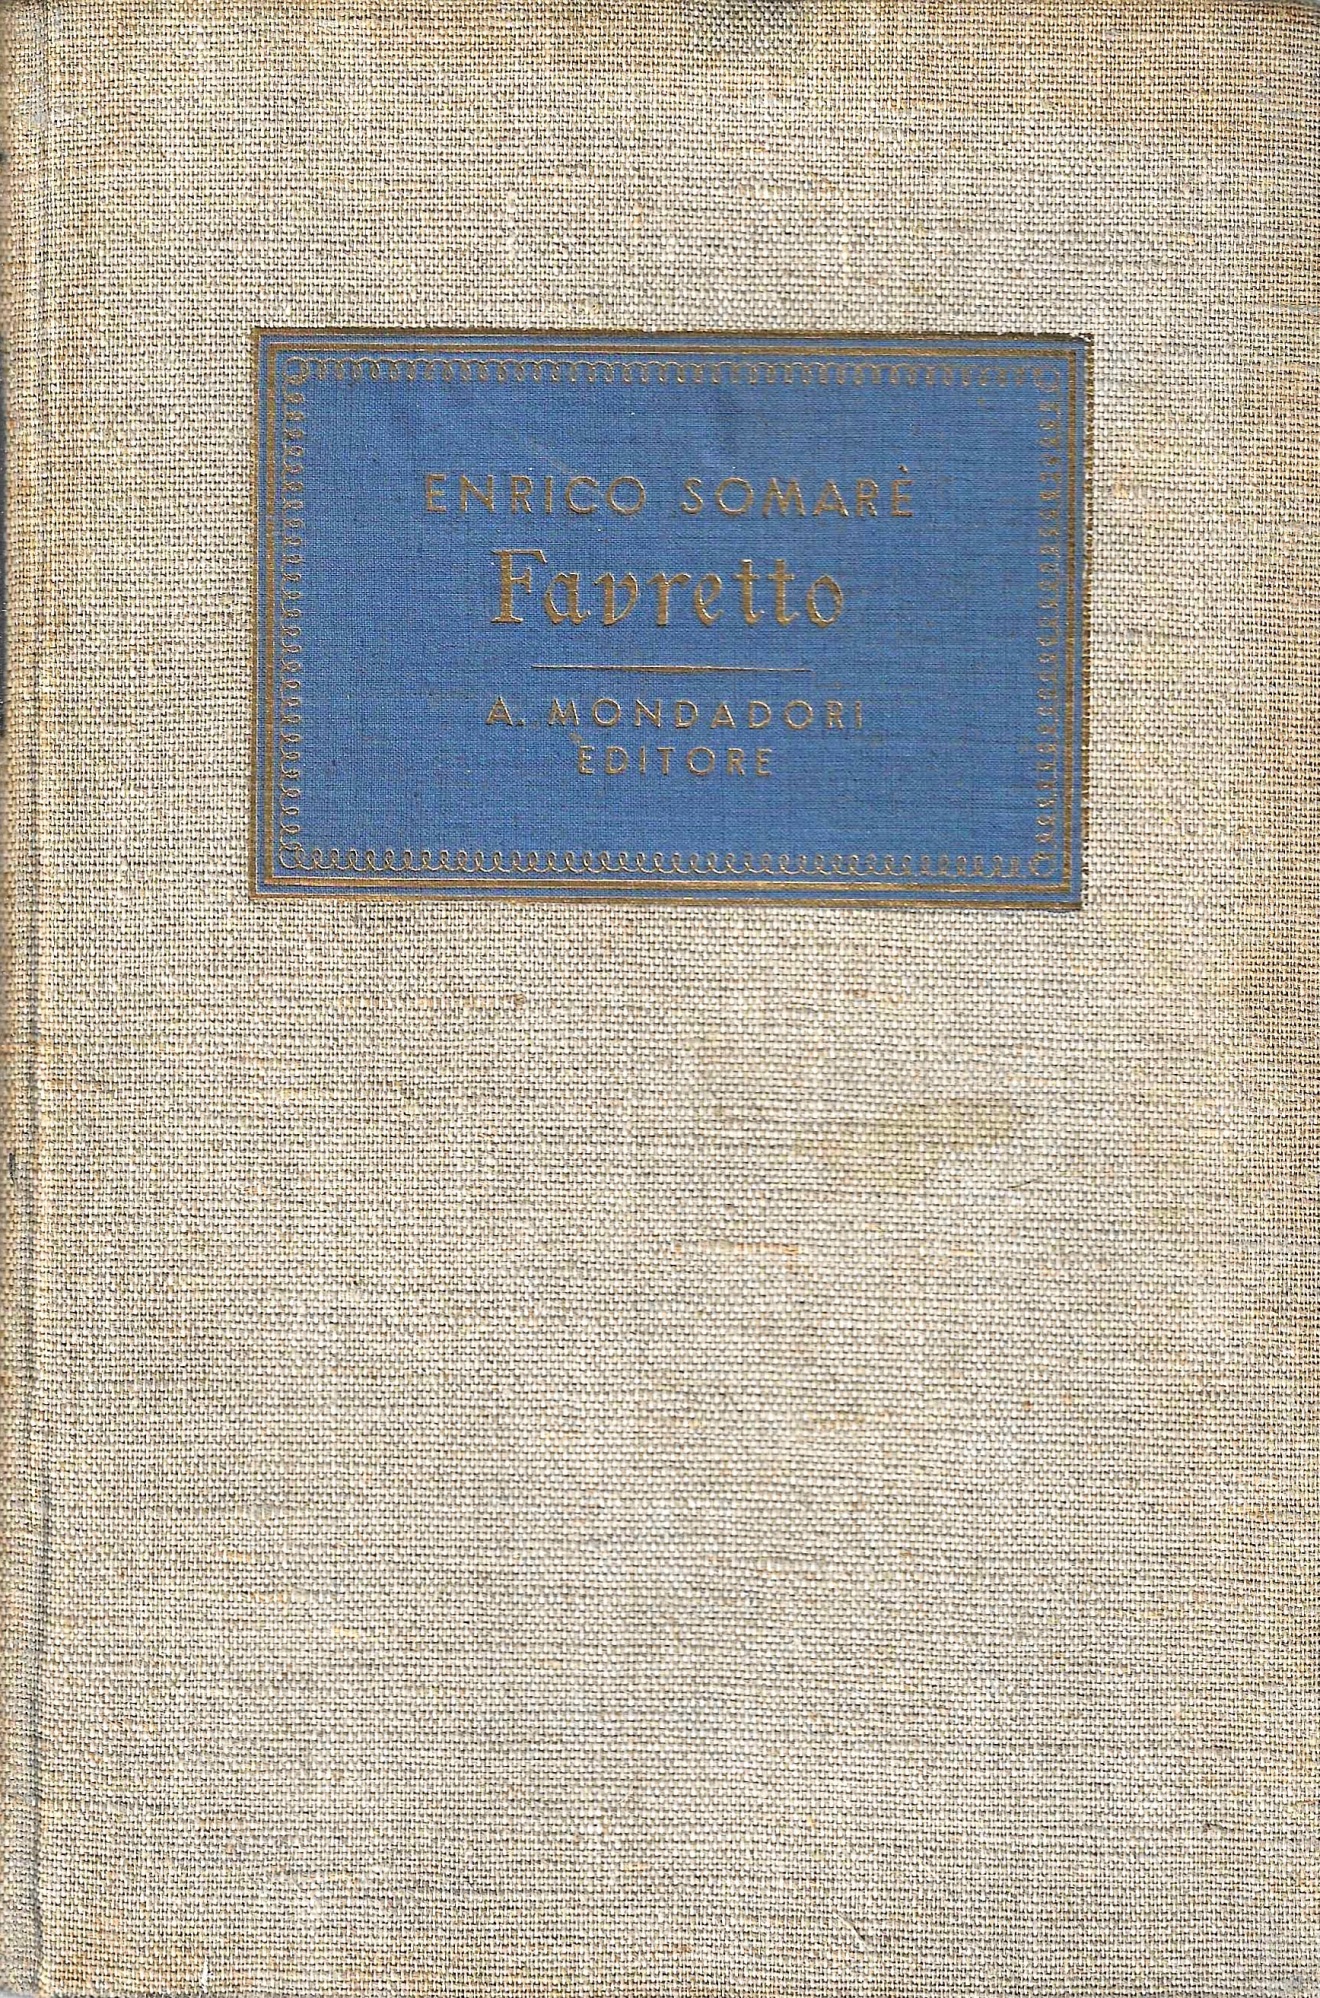 ENRICO SOMARÈ
Favretto
A. MONDADORI
EDITORE